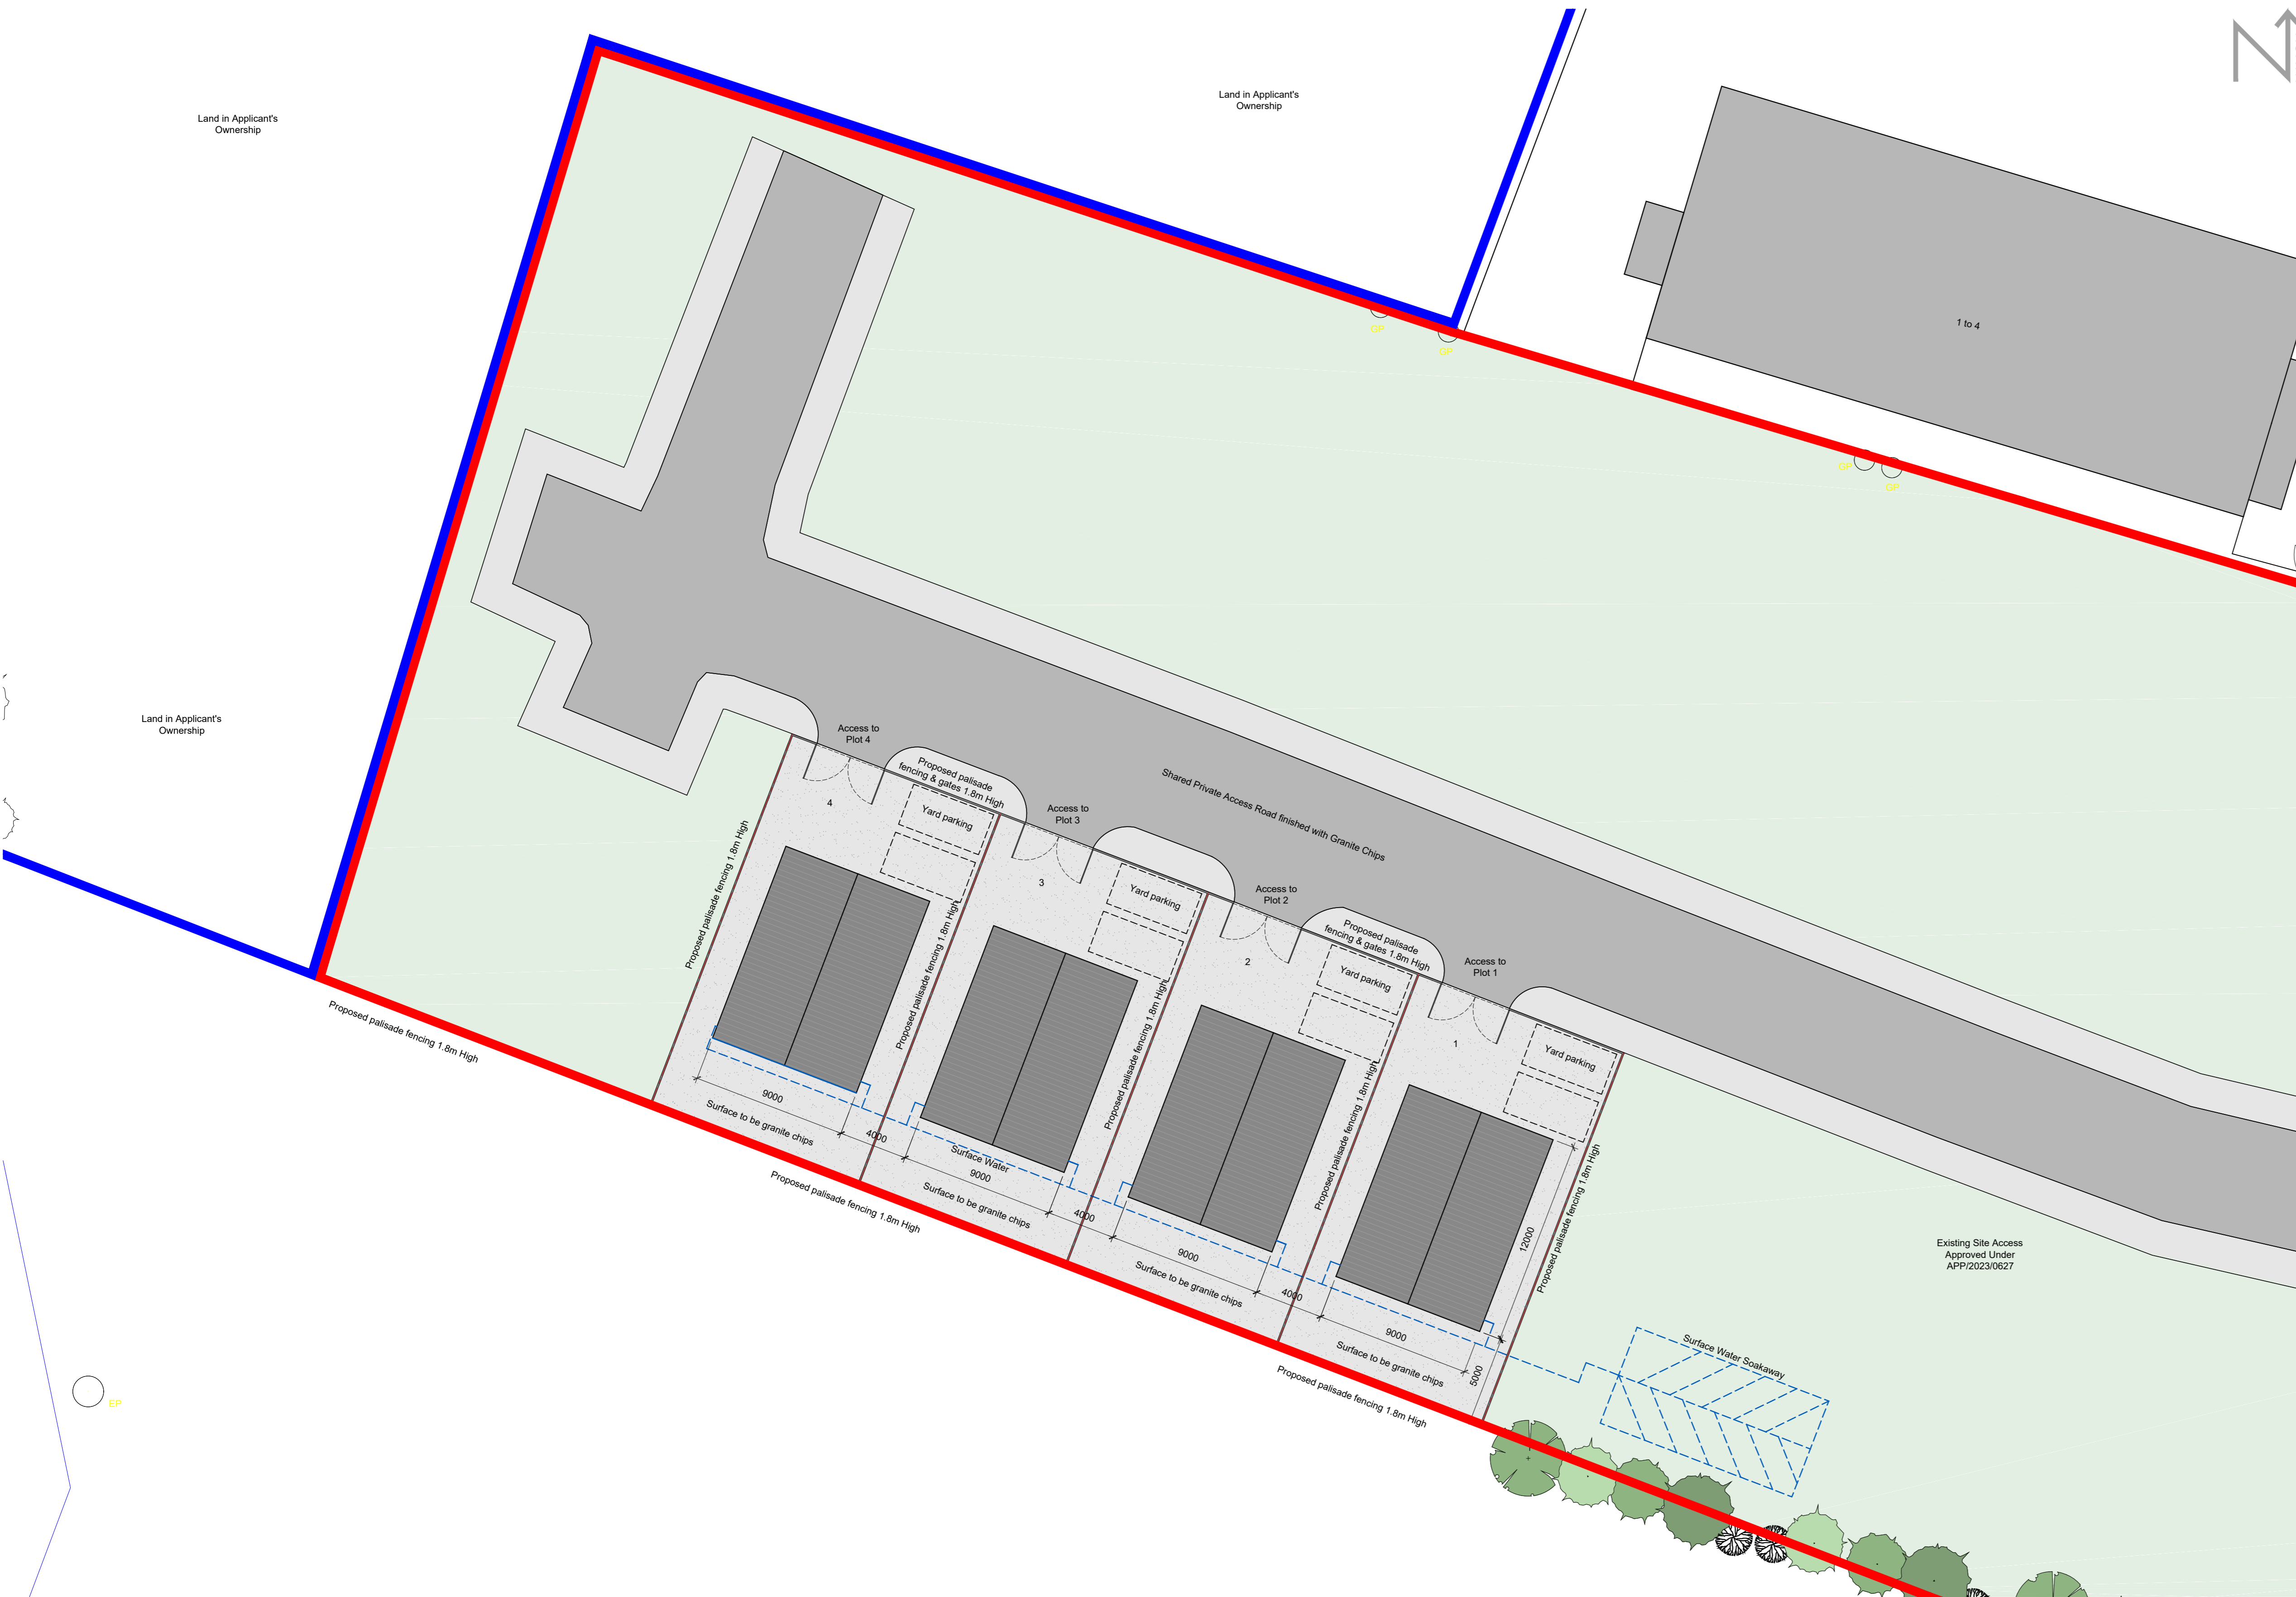 N
Land in Applicant's
Ownership
Land in Applicant's
Ownership
1 to 4
EP
GP
Land in Applicant's
Ownership
Access to
Plot 4
Proposed palisade
fencing & gates 1.8m High
4
Yard parking
Access to
Plot 3
Shared Private Access Road finished with Granite Chips
3
Yard parking
Access to
Plot 2
Proposed palisade
fencing & gates 1.8m High
2
Yard parking
Access to
Plot 1
1
Yard parking
Proposed palisade fencing 1.8m High
Proposed palisade fencing 1.8m High
Proposed palisade fencing 1.8m High
Proposed palisade fencing 1.8m High
Proposed palisade fencing 1.8m High
Proposed palisade fencing 1.8m High
9000
Surface to be granite chips
4000
Surface Water
9000
Surface to be granite chips
Proposed palisade fencing 1.8m High
4000
9000
Surface to be granite chips
4000
9000
Surface to be granite chips
12000
5000
Proposed palisade fencing 1.8m High
Existing Site Access
Approved Under
APP/2023/0627
Surface Water Soakaway
EP